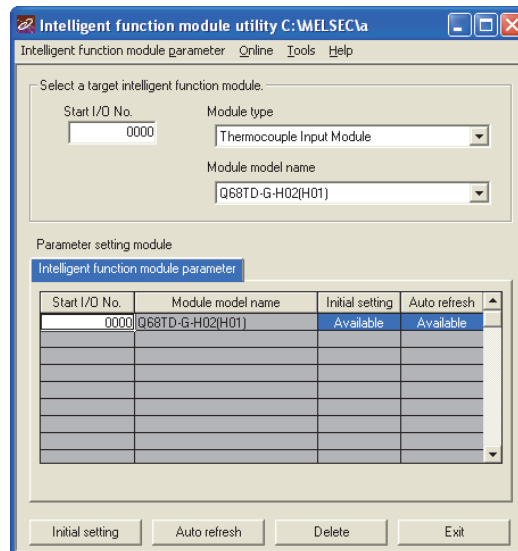 Intelligent function module utility C:\MELSEC\a
Intelligent function module parameter Online Tools Help
Select a target intelligent function module.
Start I/O No. Module type
0000 Thermocouple Input Module
Module model name
Q68TD-G-H02(H01)
Parameter setting module
Intelligent function module parameter
Start I/O No. Module model name Initial setting Auto refresh
0000 Q68TD-G-H02(H01) Available Available
Initial setting Auto refresh Delete Exit